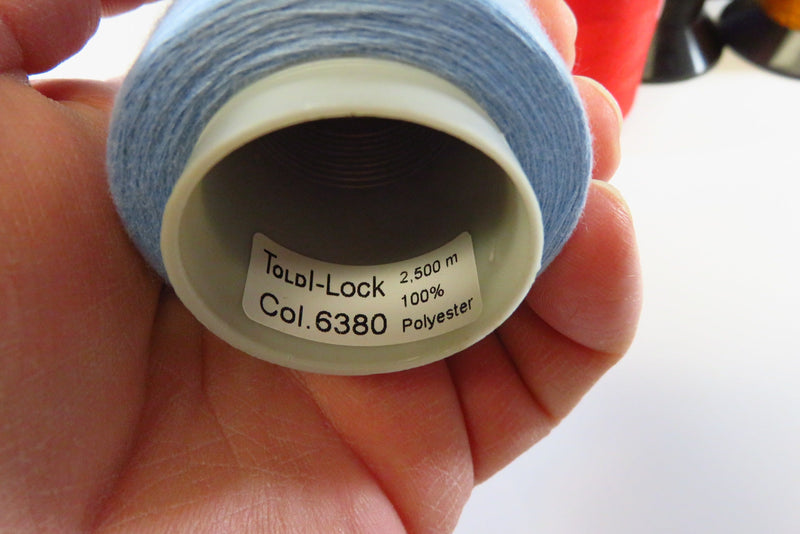 TOLDI-LOCK
Col.6380
2,500 m
100%
Polyester